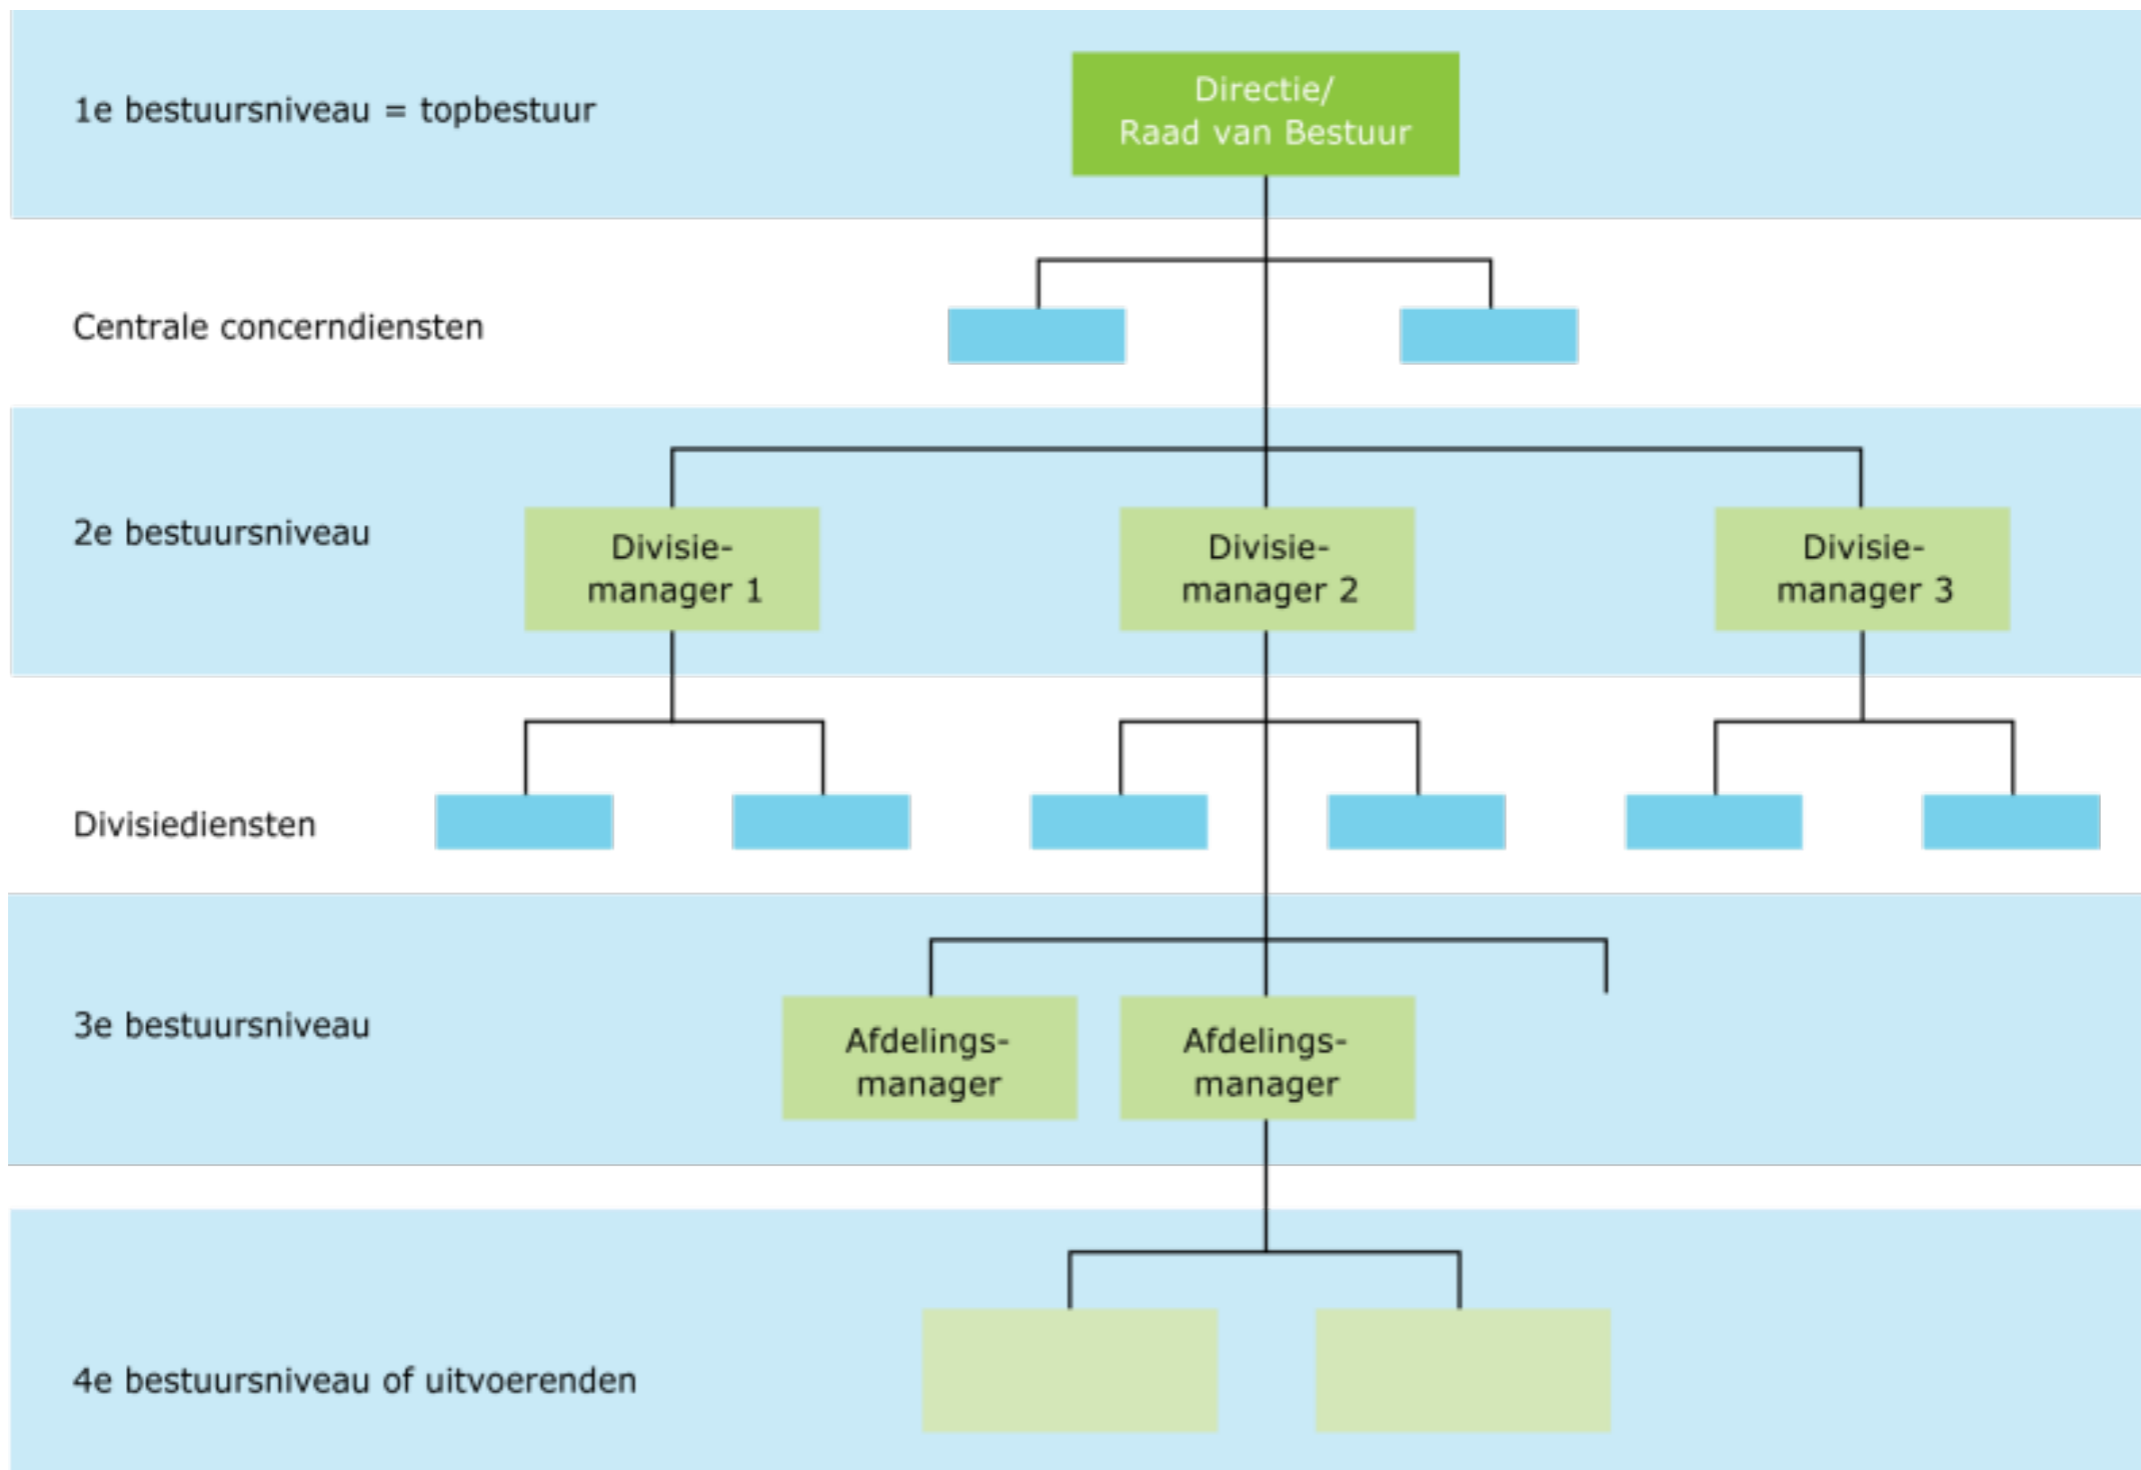 1e bestuursniveau = topbestuur
Directie/
Raad van Bestuur
Centrale concerndiensten
2e bestuursniveau
Divisie-
manager 1
Divisie-
manager 2
Divisie-
manager 3
Divisiediensten
3e bestuursniveau
Afdelings-
manager
Afdelings-
manager
4e bestuursniveau of uitvoerenden